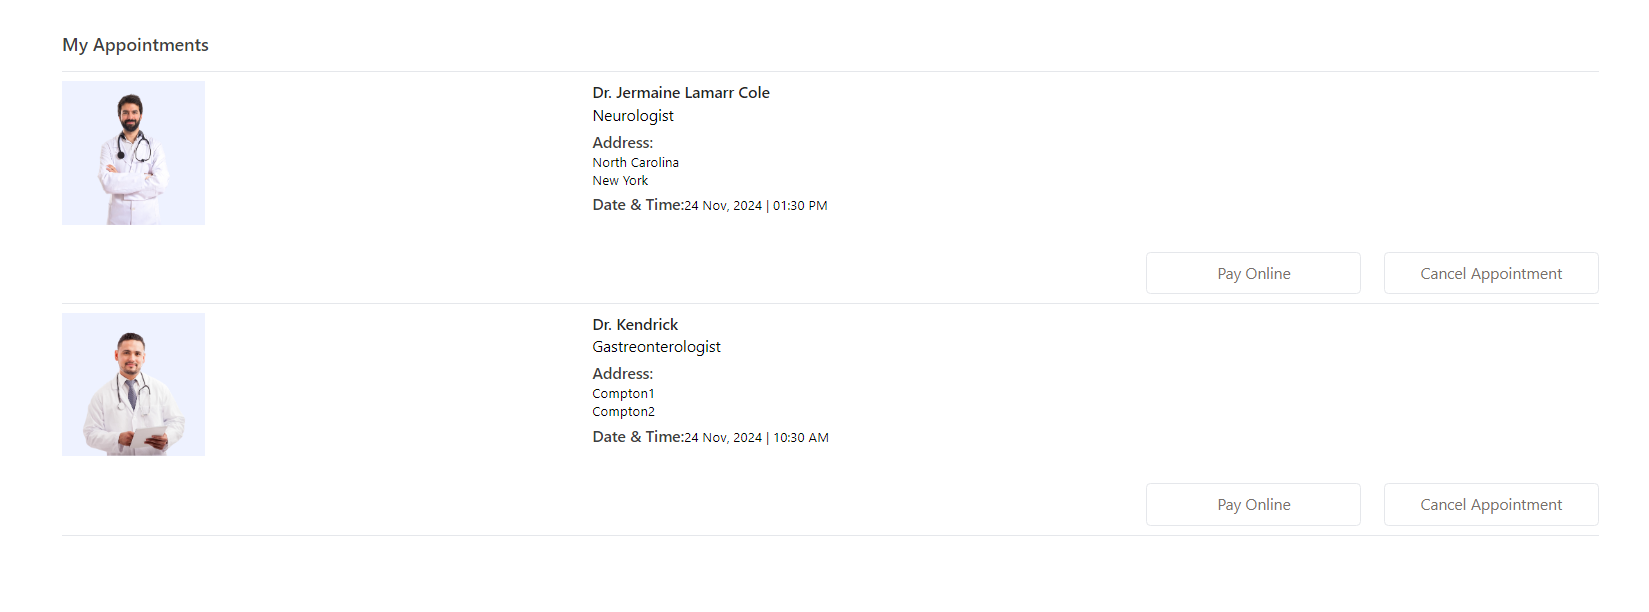 My Appointments
Dr. Jermaine Lamarr Cole
Neurologist
Address:
North Carolina
New York
Date & Time:24 Nov, 2024 | 01:30 PM
Pay Online
Cancel Appointment
Dr. Kendrick
Gastreonterologist
Address:
Compton1
Compton2
Date & Time:24 Nov, 2024 | 10:30 AM
Pay Online
Cancel Appointment